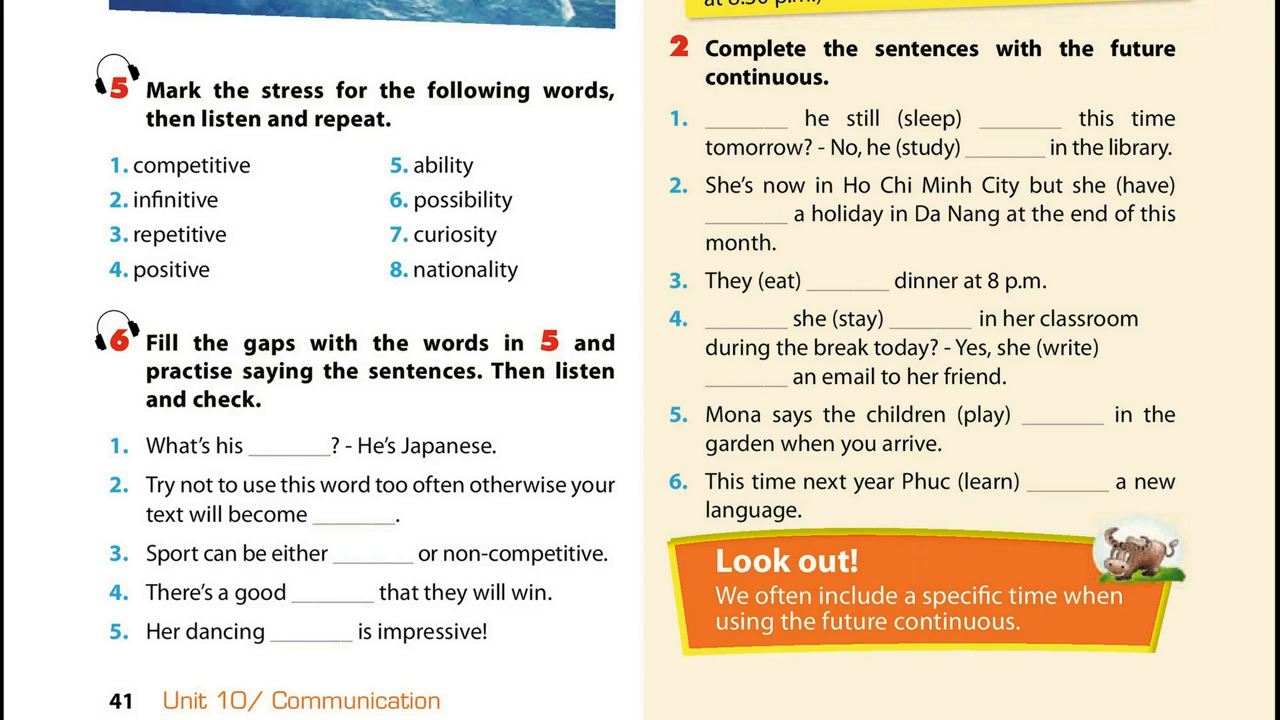 5 Mark the stress for the following words,
then listen and repeat.
1. competitive
2. infinitive
3. repetitive
4. positive
5. ability
6. possibility
7. curiosity
8. nationality
6 Fill the gaps with the words in 5 and
practise saying the sentences. Then listen
and check.
1. What's his ________? - He's Japanese.
2. Try not to use this word too often otherwise your
text will become ________.
3. Sport can be either ________ or non-competitive.
4. There's a good ________ that they will win.
5. Her dancing ________ is impressive!
41 Unit 10/ Communication
2 Complete the sentences with the future
continuous.
1. ________ he still (sleep) ________ this time
tomorrow? - No, he (study) ________ in the library.
2. She's now in Ho Chi Minh City but she (have)
________ a holiday in Da Nang at the end of this
month.
3. They (eat) ________ dinner at 8 p.m.
4. ________ she (stay) ________ in her classroom
during the break today? - Yes, she (write)
________ an email to her friend.
5. Mona says the children (play) ________ in the
garden when you arrive.
6. This time next year Phuc (learn) ________ a new
language.
Look out!
We often include a specific time when
using the future continuous.